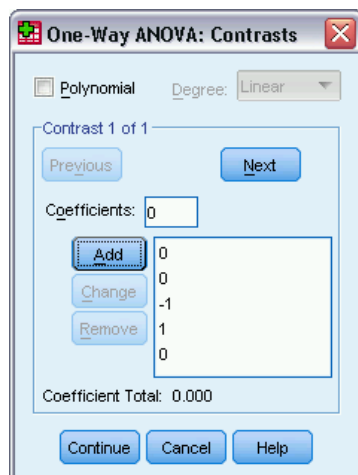 One-Way ANOVA: Contrasts
Polynomial Degree: Linear
Contrast 1 of 1
Previous Next
Coefficients: 0
Add
Change
Remove
0
0
-1
1
0
Coefficient Total: 0.000
Continue Cancel Help